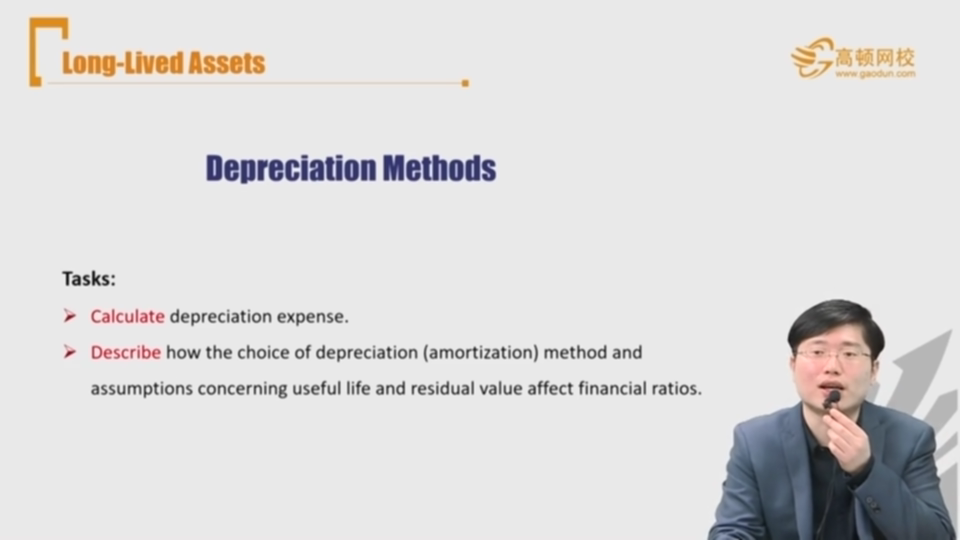 Long-Lived Assets
高顿网校
www.gaodun.com
Depreciation Methods
Tasks:
Calculate depreciation expense.
Describe how the choice of depreciation (amortization) method and
assumptions concerning useful life and residual value affect financial ratios.